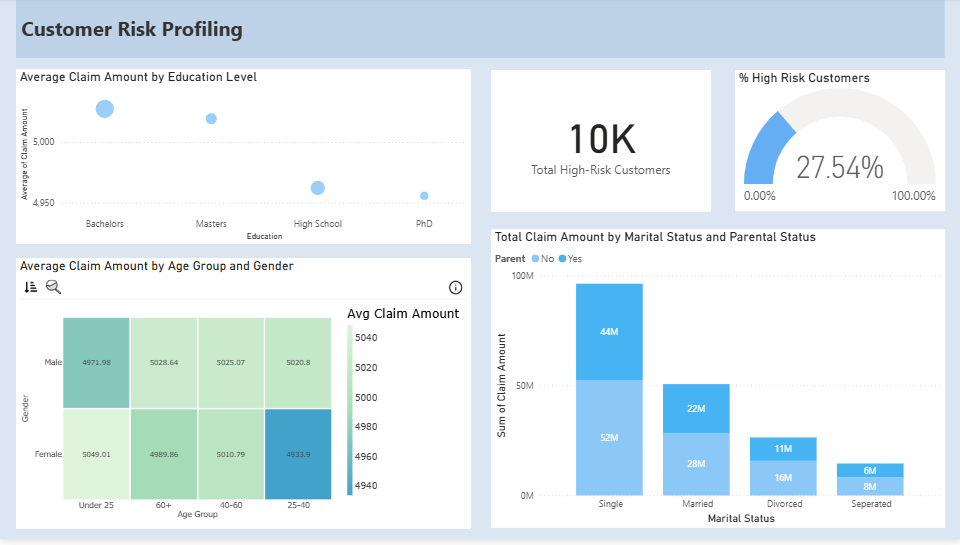 Customer Risk Profiling
Average Claim Amount by Education Level
Average of Claim Amount
5,000
4,950
Bachelors
Masters
High School
PhD
Education
10K
Total High-Risk Customers
% High Risk Customers
27.54%
0.00%
100.00%
Average Claim Amount by Age Group and Gender
Avg Claim Amount
5040
5020
5000
4980
4960
4940
Gender
Male
4971.98
5028.64
5025.07
5020.8
Female
5049.01
4989.86
5010.79
4933.9
Under 25
60+
40-60
25-40
Age Group
Total Claim Amount by Marital Status and Parental Status
Parent No Yes
Sum of Claim Amount
100M
50M
0M
44M
52M
22M
28M
11M
16M
6M
8M
Single
Married
Divorced
Seperated
Marital Status